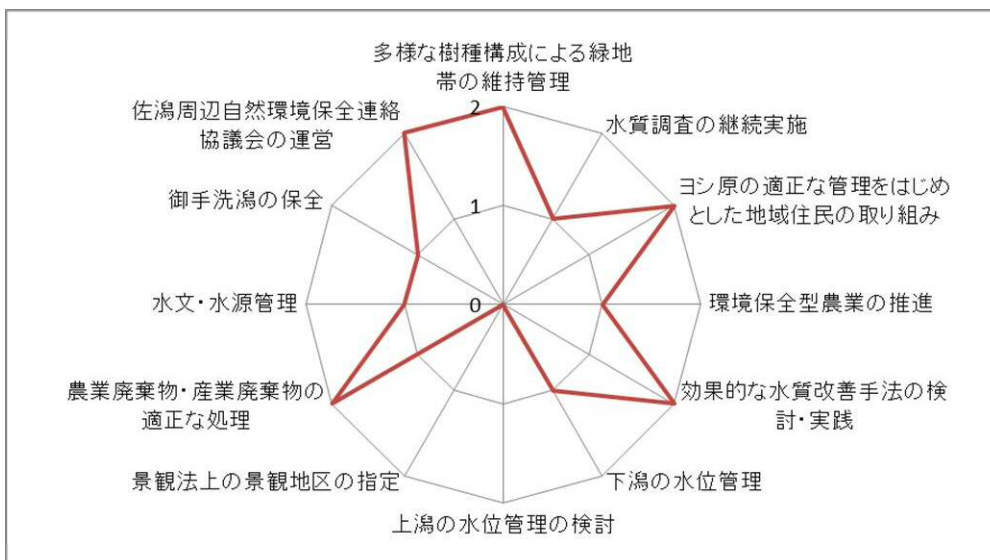 多様な樹種構成による緑地
帯の維持管理
水質調査の継続実施
ヨシ原の適正な管理をはじめ
とした地域住民の取り組み
環境保全型農業の推進
効果的な水質改善手法の検
討・実践
下潟の水位管理
上潟の水位管理の検討
景観法上の景観地区の指定
農業廃棄物・産業廃棄物の
適正な処理
水文・水源管理
御手洗潟の保全
佐潟周辺自然環境保全連絡
協議会の運営
2
1
0